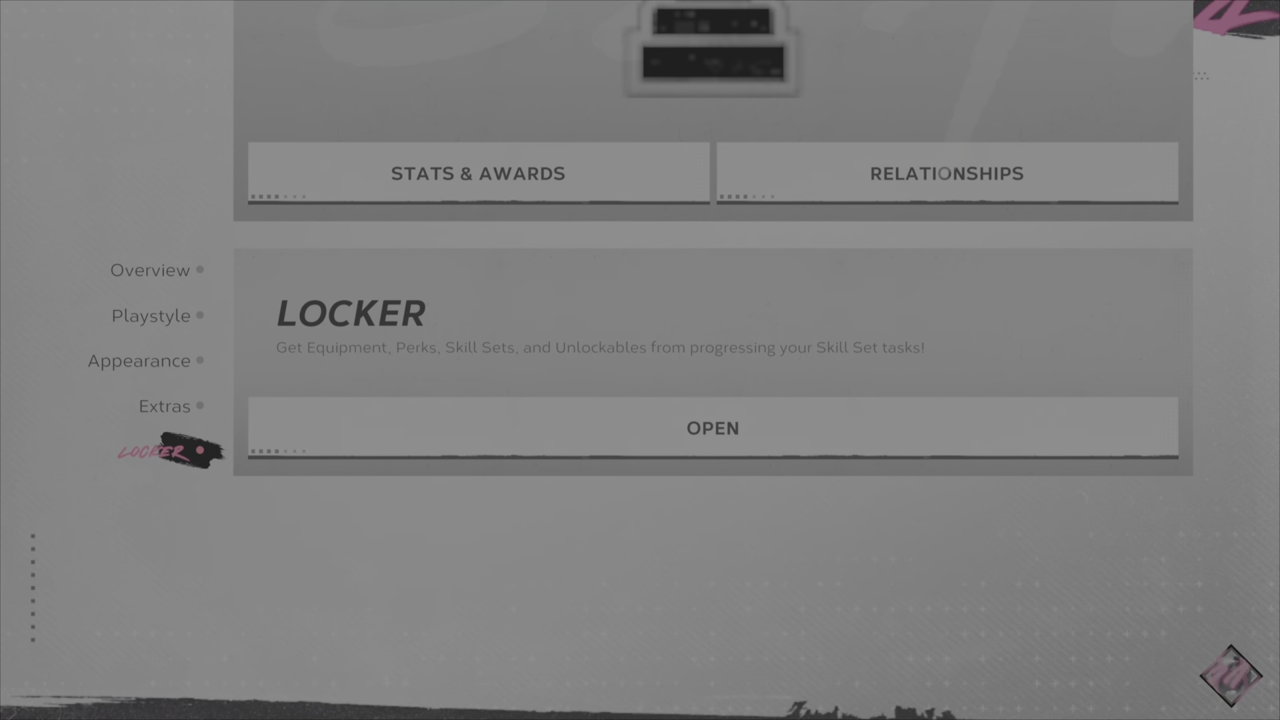 STATS & AWARDS
RELATIONSHIPS
Overview
Playstyle
Appearance
Extras
LOCKER
LOCKER
Get Equipment, Perks, Skill Sets, and Unlockables from progressing your Skill Set tasks!
OPEN